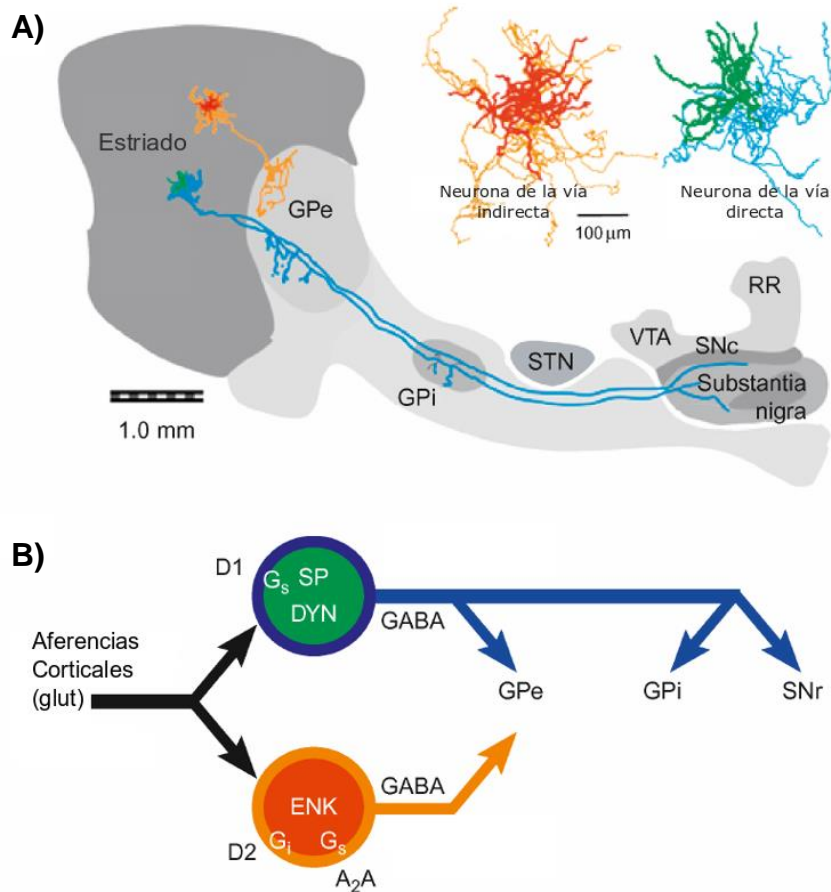 A)
Estriado
GPe
Neurona de la vía
indirecta
100 µm
Neurona de la vía
directa
RR
VTA
SNc
STN
Substantia
nigra
GPi
1.0 mm
B)
D1
Gs SP
DYN
GABA
Aferencias
Corticales
(glut)
GPe
GPi
SNr
GABA
ENK
D2
Gi
Gs
A2A